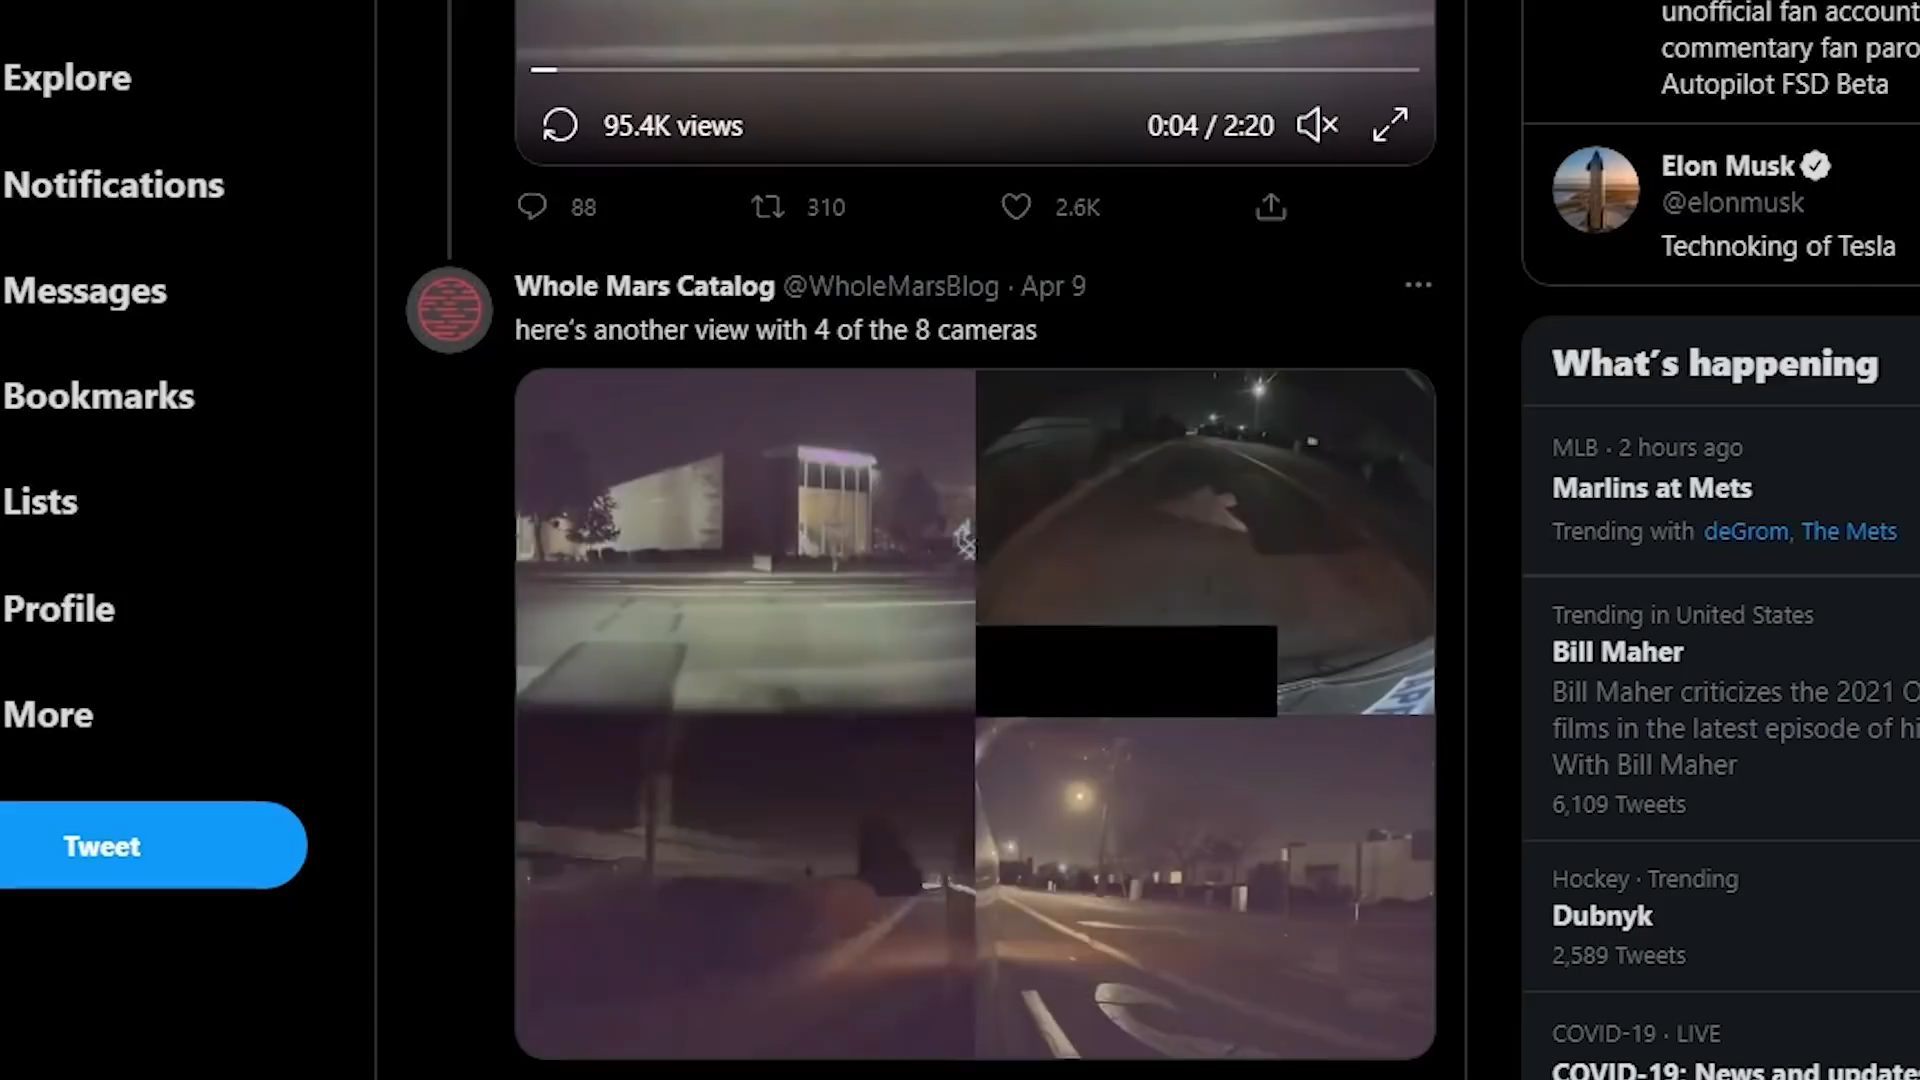 Explore
Notifications
Messages
Bookmarks
Lists
Profile
More
Tweet
95.4K views
0:04 / 2:20
88
310
2.6K
Whole Mars Catalog @WholeMarsBlog · Apr 9
here's another view with 4 of the 8 cameras
unofficial fan account
commentary fan paro
Autopilot FSD Beta
Elon Musk
@elonmusk
Technoking of Tesla
What's happening
MLB · 2 hours ago
Marlins at Mets
Trending with deGrom, The Mets
Trending in United States
Bill Maher
Bill Maher criticizes the 2021 O
films in the latest episode of hi
With Bill Maher
6,109 Tweets
Hockey · Trending
Dubnyk
2,589 Tweets
COVID-19 · LIVE
COVID-19: News and update